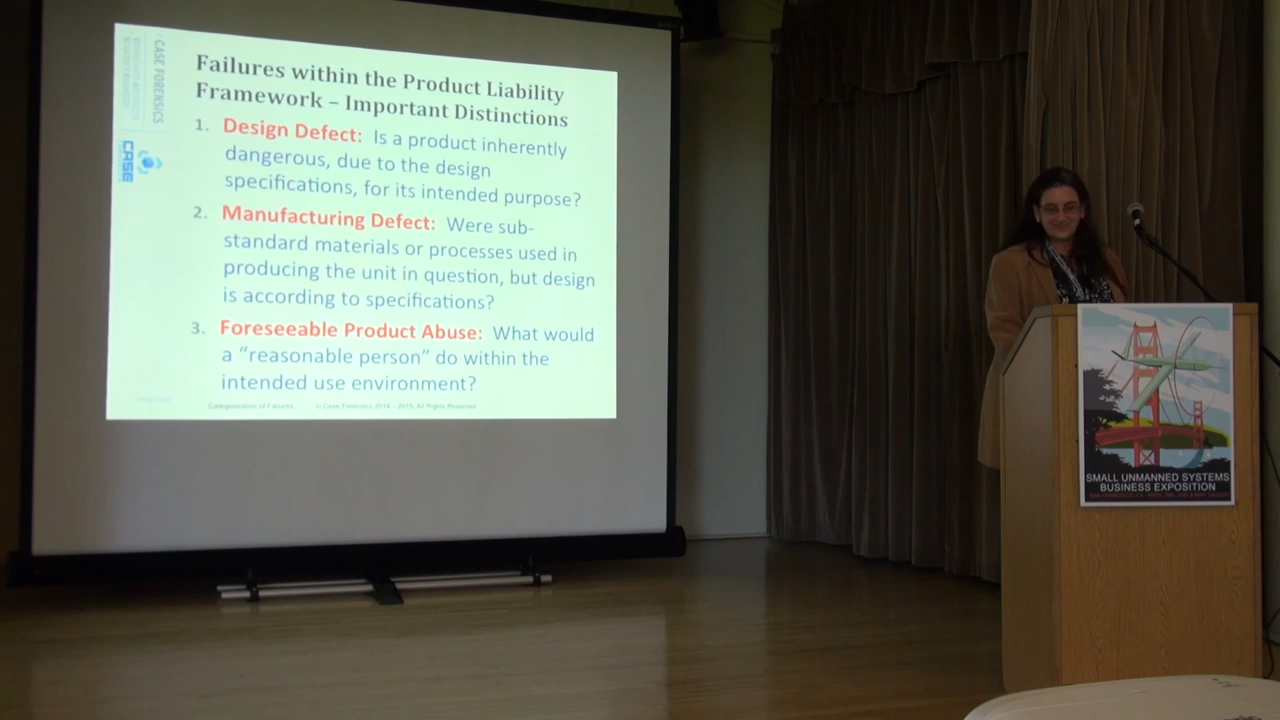 CASE FORENSICS
CASE
Failures within the Product Liability
Framework – Important Distinctions
1. Design Defect: Is a product inherently
dangerous, due to the design
specifications, for its intended purpose?
2. Manufacturing Defect: Were sub-
standard materials or processes used in
producing the unit in question, but design
is according to specifications?
3. Foreseeable Product Abuse: What would
a “reasonable person” do within the
intended use environment?
Categorization of Failures © Case Forensics 2014 – 2015, All Rights Reserved
SMALL UNMANNED SYSTEMS
BUSINESS EXPOSITION